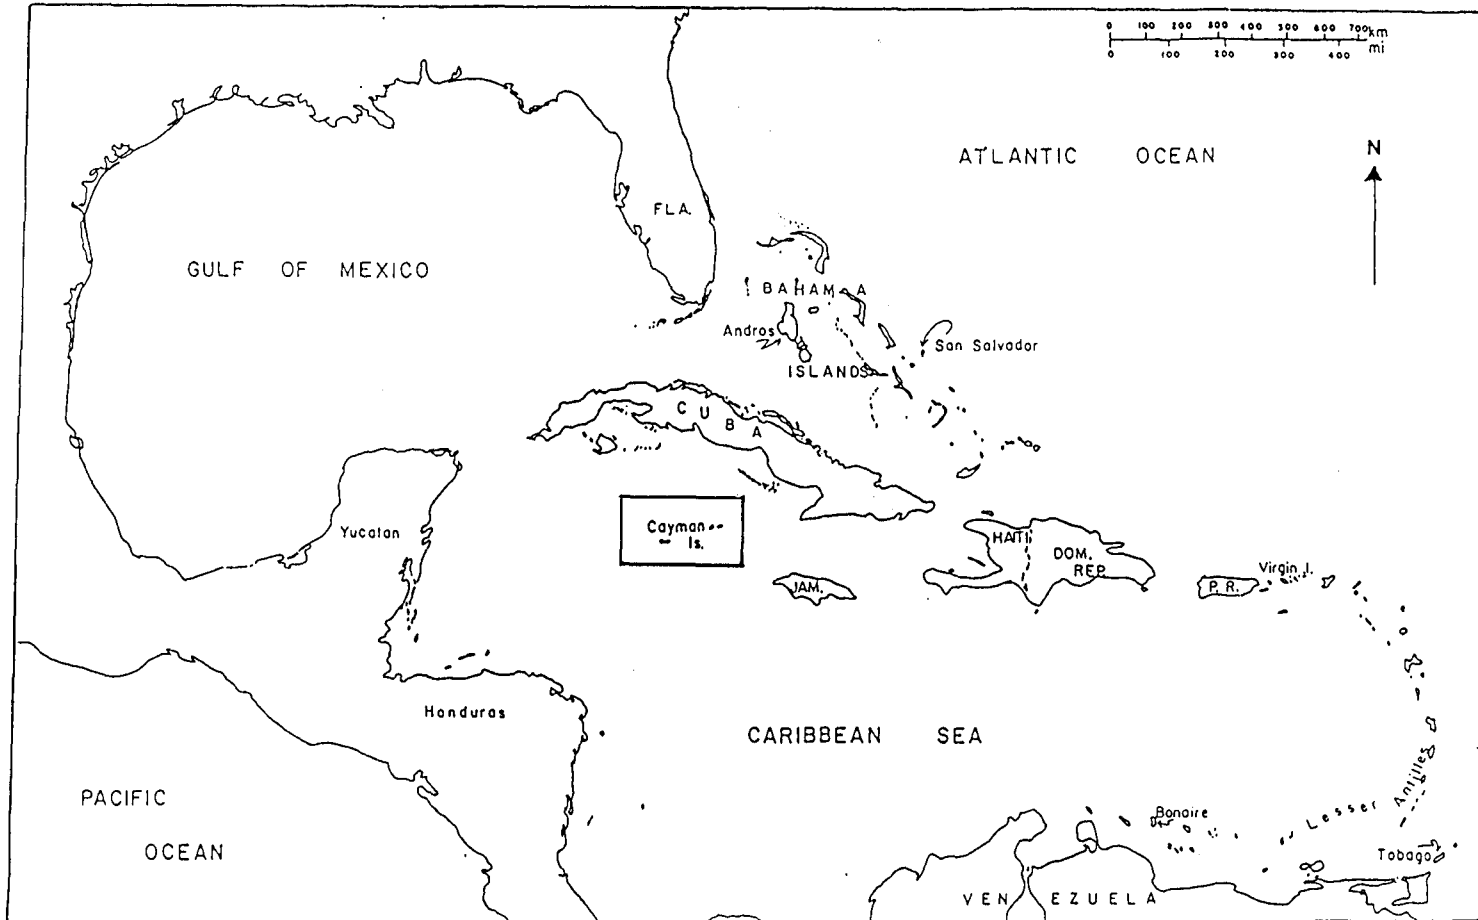 0 100 200 300 400 500 600 700 km
mi
0 100 200 300 400
ATLANTIC OCEAN
N
FLA.
GULF OF MEXICO
BAHAMA
Andros
San Salvador
ISLANDS
CUBA
Yucatan
Cayman
Is.
HAITI
DOM.
REP.
JAM.
P. R.
Virgin I.
Honduras
CARIBBEAN SEA
PACIFIC
OCEAN
Bonaire
Lesser Antilles
Tobago
VENEZUELA